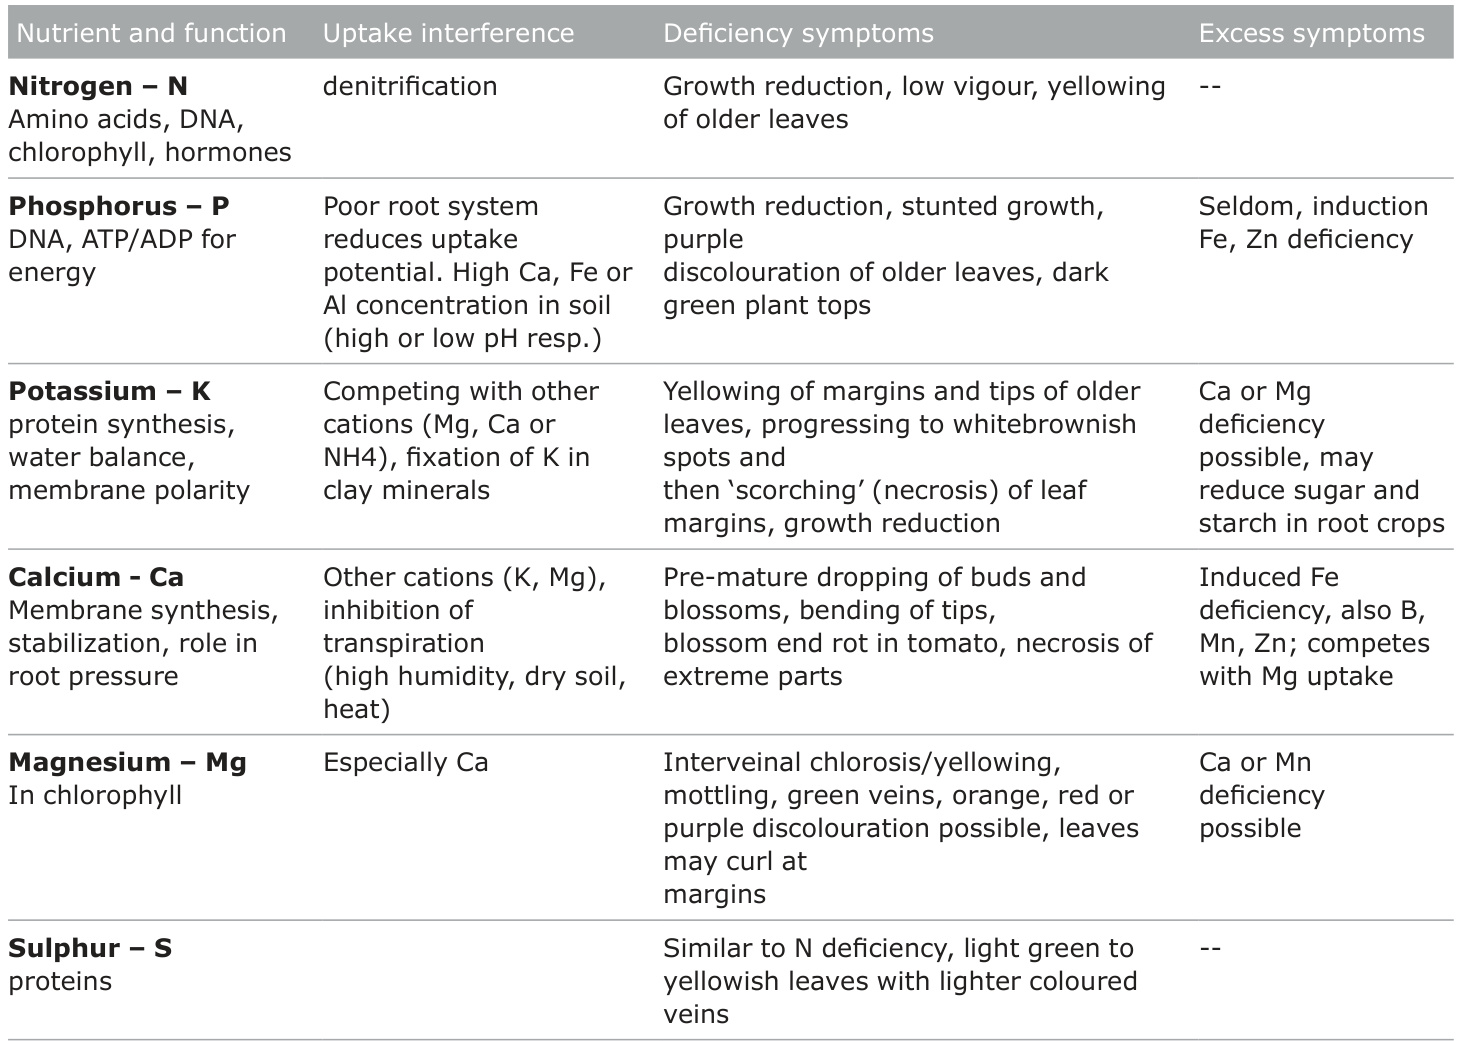 Nutrient and function Uptake interference Deficiency symptoms Excess symptoms
Nitrogen – N
Amino acids, DNA,
chlorophyll, hormones
denitrification
Growth reduction, low vigour, yellowing
of older leaves
--
Phosphorus – P
DNA, ATP/ADP for
energy
Poor root system
reduces uptake
potential. High Ca, Fe or
Al concentration in soil
(high or low pH resp.)
Growth reduction, stunted growth,
purple
discolouration of older leaves, dark
green plant tops
Seldom, induction
Fe, Zn deficiency
Potassium – K
protein synthesis,
water balance,
membrane polarity
Competing with other
cations (Mg, Ca or
NH4), fixation of K in
clay minerals
Yellowing of margins and tips of older
leaves, progressing to whitebrownish
spots and
then ‘scorching’ (necrosis) of leaf
margins, growth reduction
Ca or Mg
deficiency
possible, may
reduce sugar and
starch in root crops
Calcium - Ca
Membrane synthesis,
stabilization, role in
root pressure
Other cations (K, Mg),
inhibition of
transpiration
(high humidity, dry soil,
heat)
Pre-mature dropping of buds and
blossoms, bending of tips,
blossom end rot in tomato, necrosis of
extreme parts
Induced Fe
deficiency, also B,
Mn, Zn; competes
with Mg uptake
Magnesium – Mg
In chlorophyll
Especially Ca
Interveinal chlorosis/yellowing,
mottling, green veins, orange, red or
purple discolouration possible, leaves
may curl at
margins
Ca or Mn
deficiency
possible
Sulphur – S
proteins
Similar to N deficiency, light green to
yellowish leaves with lighter coloured
veins
--